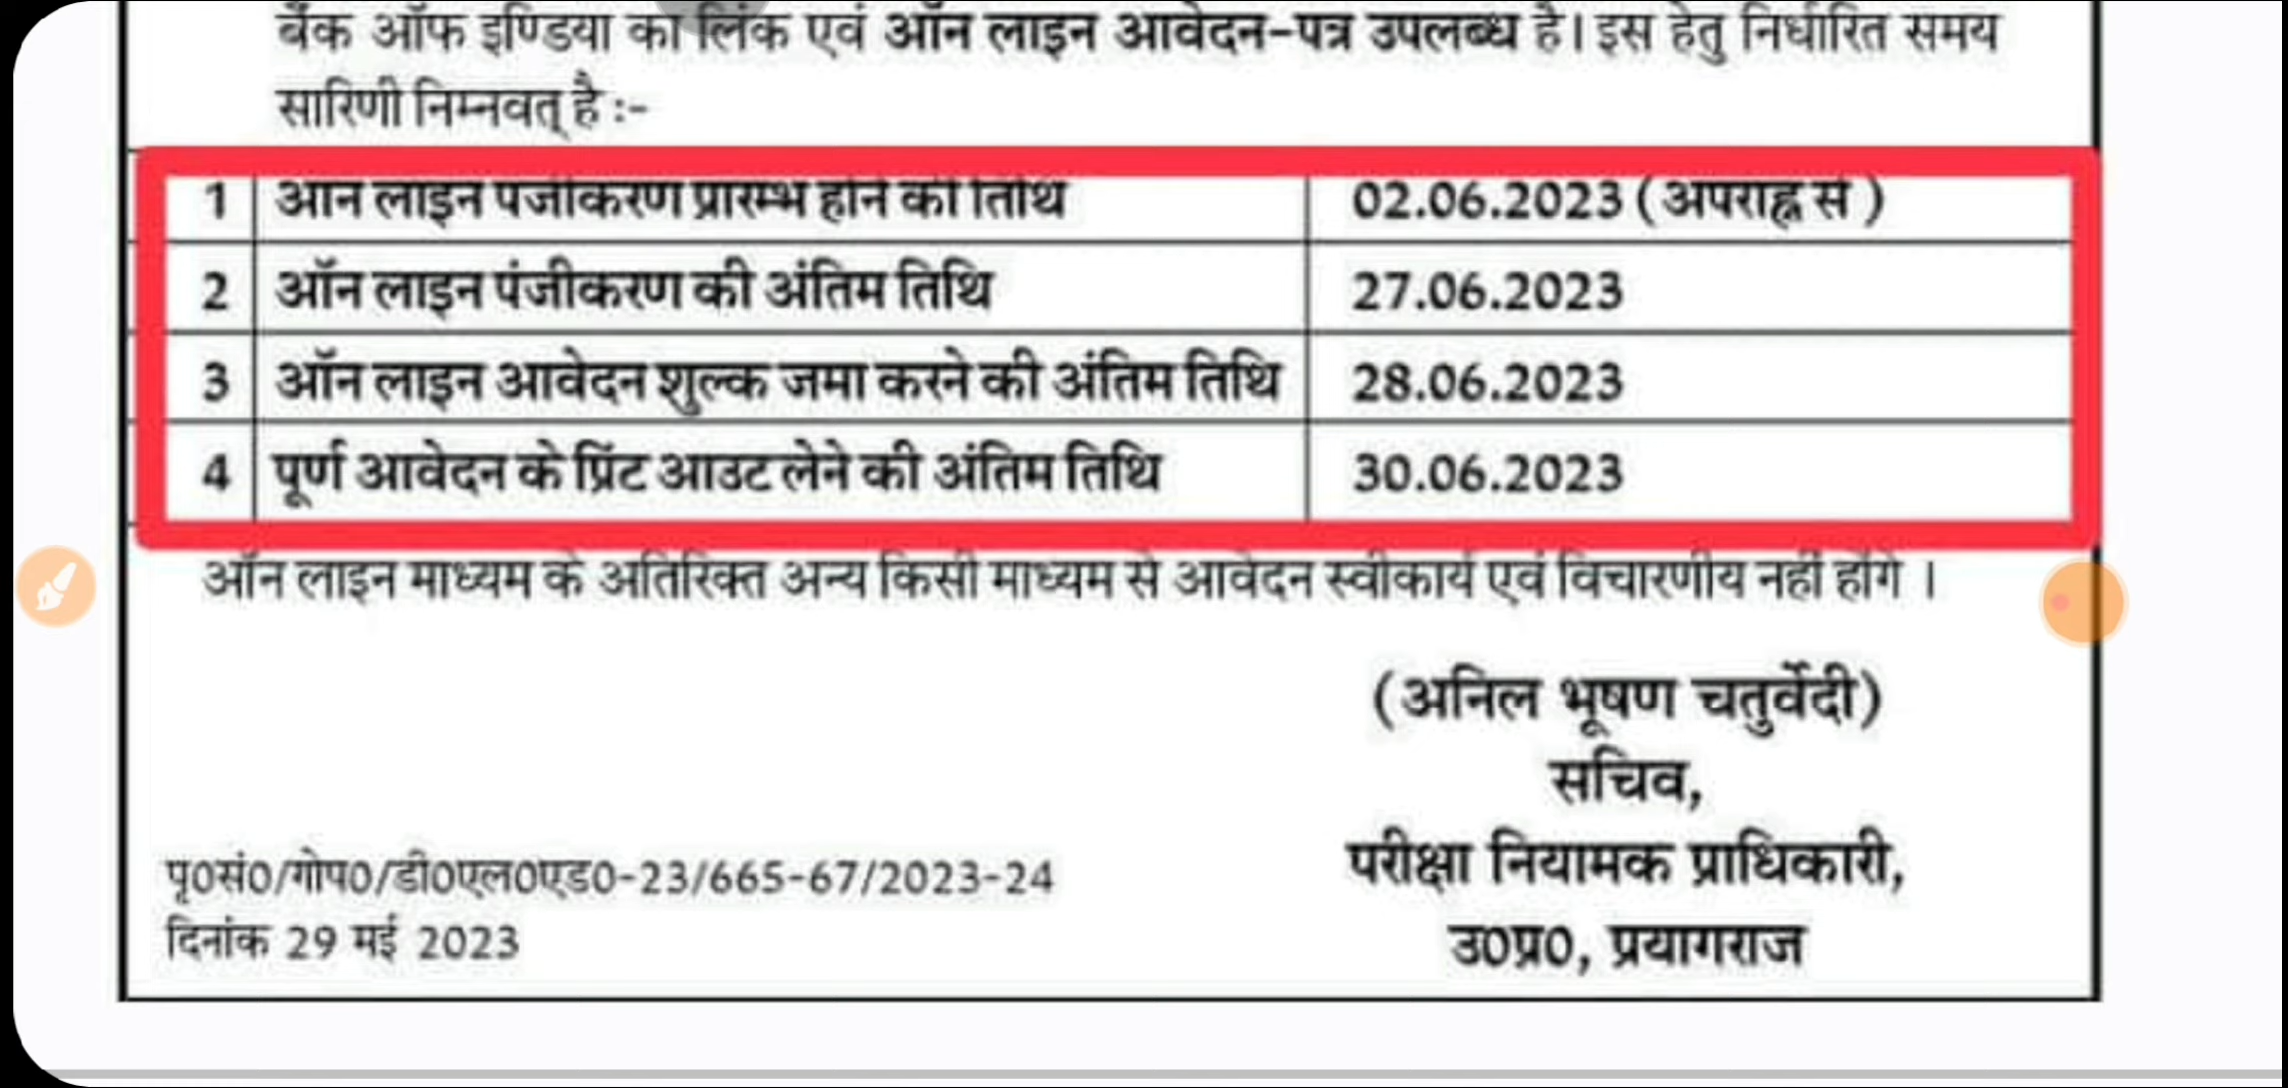 बैंक ऑफ इण्डिया का लिंक एवं ऑन लाइन आवेदन-पत्र उपलब्ध है। इस हेतु निर्धारित समय
सारिणी निम्नवत् है :-
1 ऑन लाइन पंजीकरण प्रारम्भ होने की तिथि 02.06.2023 ( अपराह्न से )
2 ऑन लाइन पंजीकरण की अंतिम तिथि 27.06.2023
3 ऑन लाइन आवेदन शुल्क जमा करने की अंतिम तिथि 28.06.2023
4 पूर्ण आवेदन के प्रिंट आउट लेने की अंतिम तिथि 30.06.2023
ऑन लाइन माध्यम के अतिरिक्त अन्य किसी माध्यम से आवेदन स्वीकार्य एवं विचारणीय नहीं होंगे ।
(अनिल भूषण चतुर्वेदी)
सचिव,
परीक्षा नियामक प्राधिकारी,
उ0प्र0, प्रयागराज
पृ0सं0/गोप0/डी0एल0एड0-23/665-67/2023-24
दिनांक 29 मई 2023